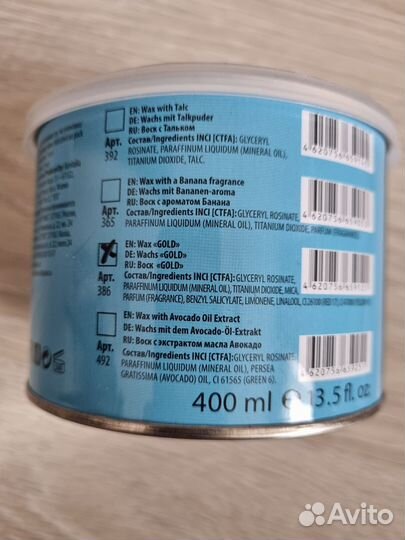 EN: Wax with Talc
DE: Wachs mit Talkpuder
RU: Воск с Тальком
Арт. 392
Состав/Ingredients INCI [CTFA]: GLYCERYL
ROSINATE, PARAFFINUM LIQUIDUM (MINERAL OIL),
TITANIUM DIOXIDE, TALC.
EN: Wax with a Banana fragrance
DE: Wachs mit Bananen-aroma
RU: Воск с ароматом Банана
Арт. 365
Состав/Ingredients INCI [CTFA]: GLYCERYL ROSINATE,
PARAFFINUM LIQUIDUM (MINERAL OIL), TITANIUM DIOXIDE, PARFUM (FRAGRANCE).
EN: Wax «GOLD»
DE: Wachs «GOLD»
RU: Воск «GOLD»
Арт. 386
Состав/Ingredients INCI [CTFA]: GLYCERYL ROSINATE,
PARAFFINUM LIQUIDUM (MINERAL OIL), TITANIUM DIOXIDE, MICA,
PARFUM (FRAGRANCE), BENZYL SALICYLATE, LIMONENE, LINALOOL,
EN: Wax with Avocado Oil Extract
DE: Wachs mit dem Avocado-Öl-Extrakt
RU: Воск с экстрактом масла Авокадо
Арт. 492
Состав/Ingredients INCI [CTFA]: GLYCERYL ROSINATE,
PARAFFINUM LIQUIDUM (MINERAL OIL), PERSEA
GRATISSIMA (AVOCADO) OIL, CI 61565 (GREEN 6).
400 ml ℮ 13.5 fl. oz.
Avito